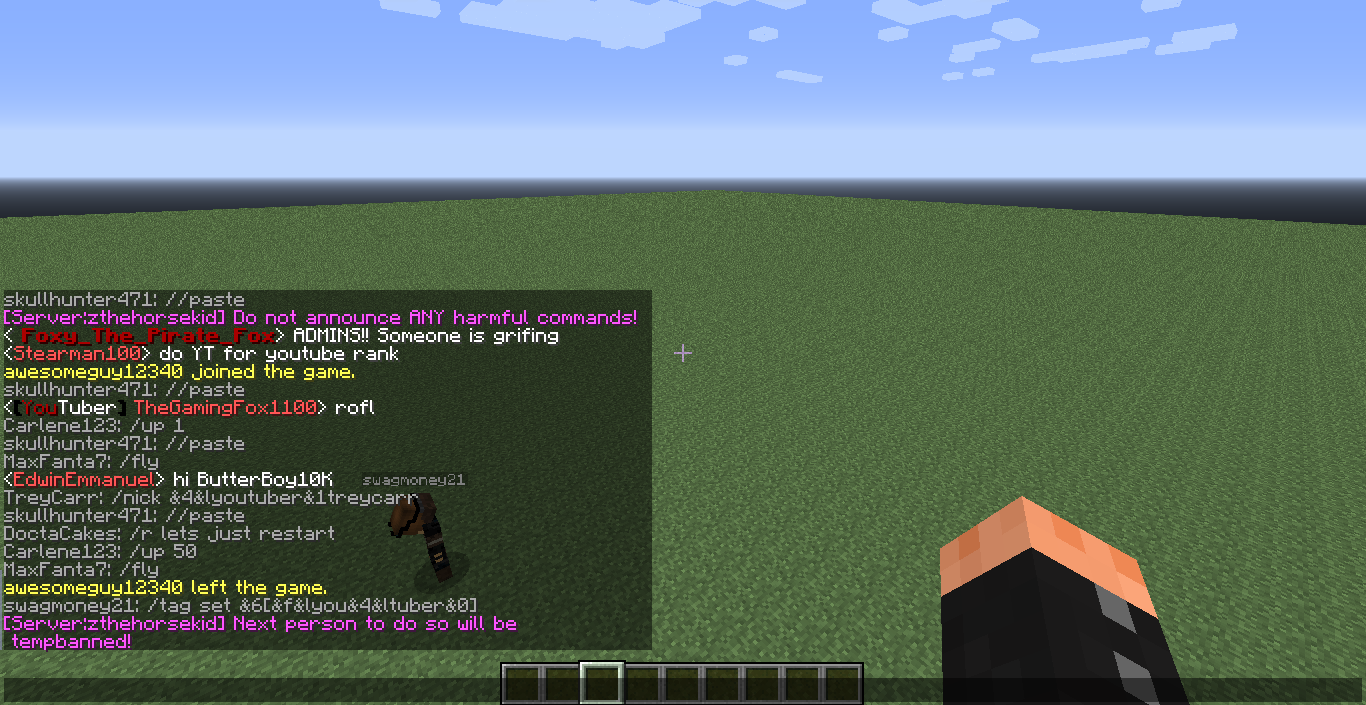 skullhunter471: //paste
[Server:zthehorsekid] Do not announce ANY harmful commands!
< Foxy_The_Pirate_Fox> ADMINS!! Someone is grifing
<Stearman100> do YT for youtube rank
awesomeguy12340 joined the game.
skullhunter471: //paste
<[YouTuber] TheGamingFox1100> rofl
Carlene123: /up 1
skullhunter471: //paste
MaxFanta7: /fly
<EdwinEmmanuel> hi ButterBoy10K
swagmoney21
TreyCarr: /nick &4&lyoutuber&1treycarr
skullhunter471: //paste
DoctaCakes: /r lets just restart
Carlene123: /up 50
MaxFanta7: /fly
awesomeguy12340 left the game.
swagmoney21: /tag set &6[&f&lyou&4&ltuber&0]
[Server:zthehorsekid] Next person to do so will be
tempbanned!